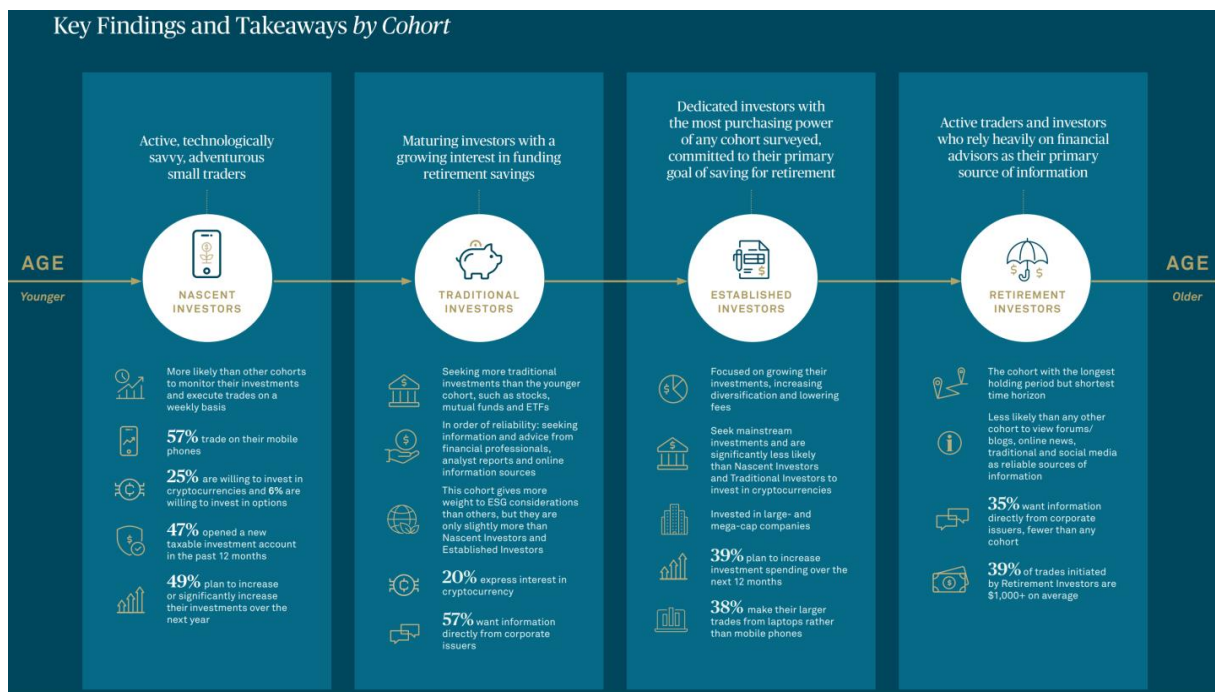 Key Findings and Takeaways by Cohort
AGE
Younger
Active, technologically
savvy, adventurous
small traders
NASCENT
INVESTORS
More likely than other cohorts
to monitor their investments
and execute trades on a
weekly basis
57% trade on their mobile
phones
25% are willing to invest in
cryptocurrencies and 6% are
willing to invest in options
47% opened a new
taxable investment account
in the past 12 months
49% plan to increase
or significantly increase
their investments over the
next year
Maturing investors with a
growing interest in funding
retirement savings
TRADITIONAL
INVESTORS
Seeking more traditional
investments than the younger
cohort, such as stocks,
mutual funds and ETFs
In order of reliability: seeking
information and advice from
financial professionals,
analyst reports and online
information sources
This cohort gives more
weight to ESG considerations
than others, but they are
only slightly more than
Nascent Investors and
Established Investors
20% express interest in
cryptocurrency
57% want information
directly from corporate
issuers
Dedicated investors with
the most purchasing power
of any cohort surveyed,
committed to their primary
goal of saving for retirement
ESTABLISHED
INVESTORS
Focused on growing their
investments, increasing
diversification and lowering
fees
Seek mainstream
investments and are
significantly less likely
than Nascent Investors
and Traditional Investors to
invest in cryptocurrencies
Invested in large- and
mega-cap companies
39% plan to increase
investment spending over the
next 12 months
38% make their larger
trades from laptops rather
than mobile phones
Active traders and investors
who rely heavily on financial
advisors as their primary
source of information
RETIREMENT
INVESTORS
The cohort with the longest
holding period but shortest
time horizon
Less likely than any other
cohort to view forums/
blogs, online news,
traditional and social media
as reliable sources of
information
35% want information
directly from corporate
issuers, fewer than any
cohort
39% of trades initiated
by Retirement Investors are
$1,000+ on average
AGE
Older